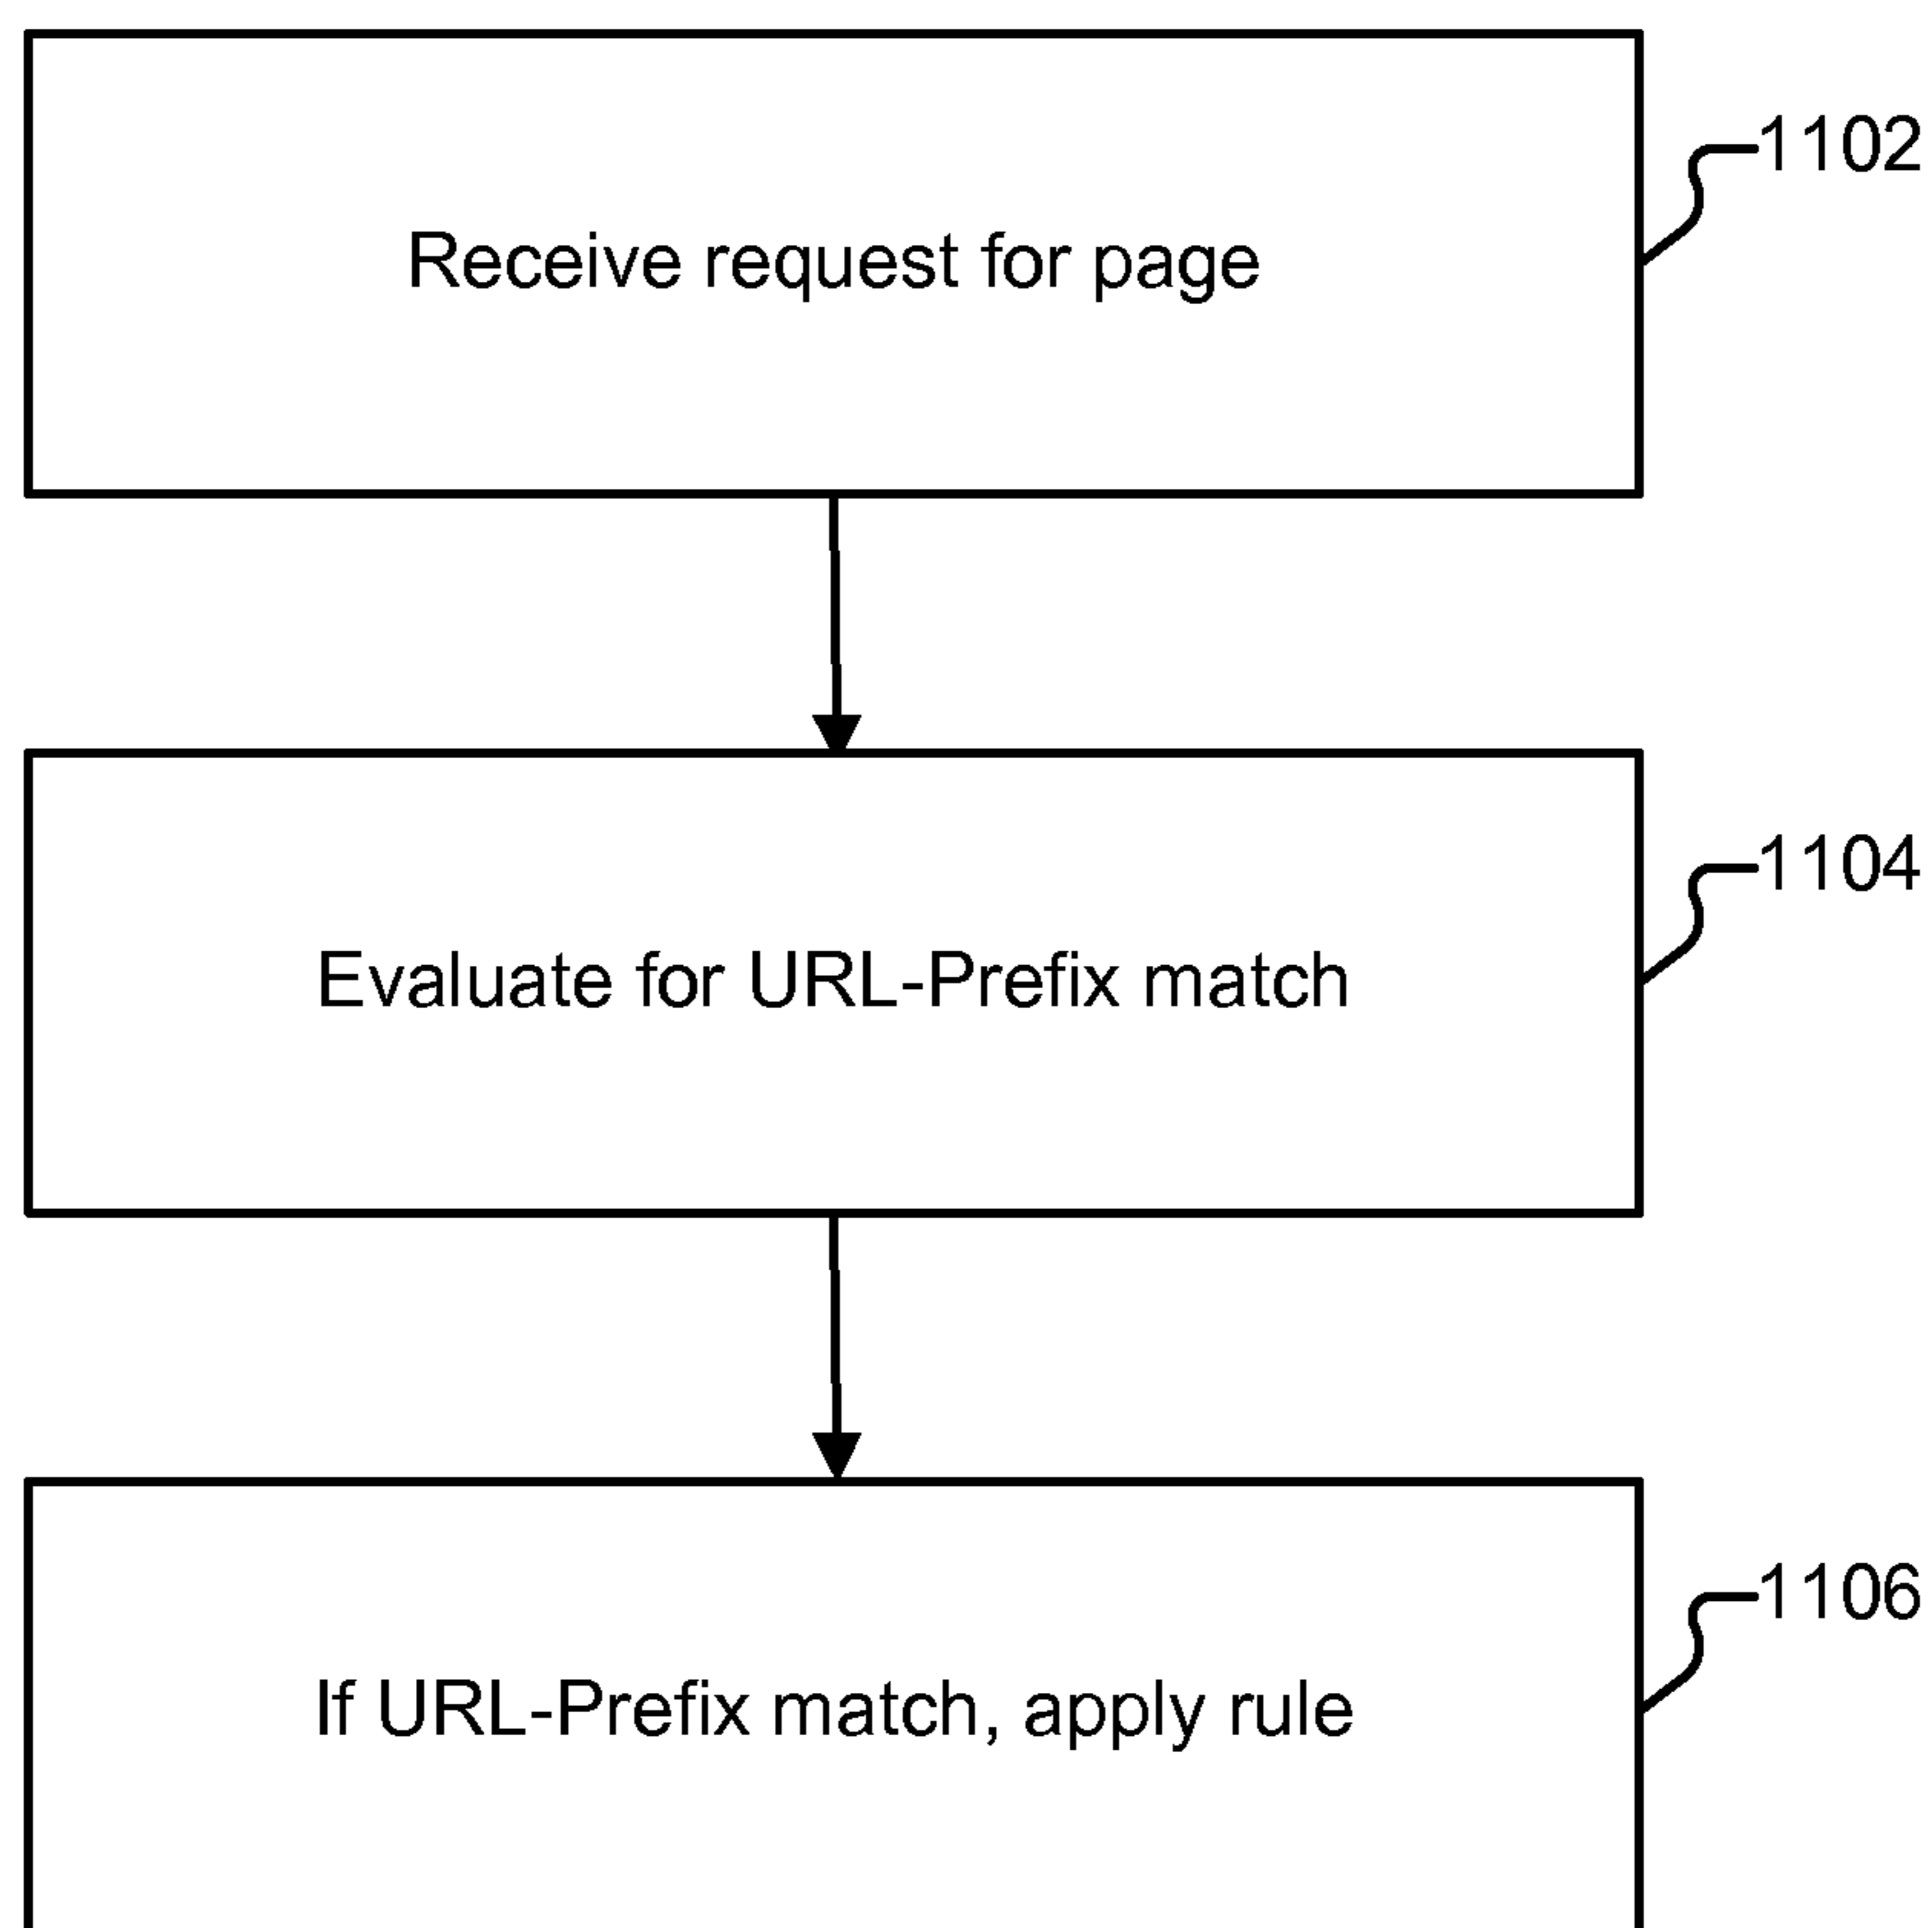 1102
Receive request for page
1104
Evaluate for URL-Prefix match
1106
If URL-Prefix match, apply rule